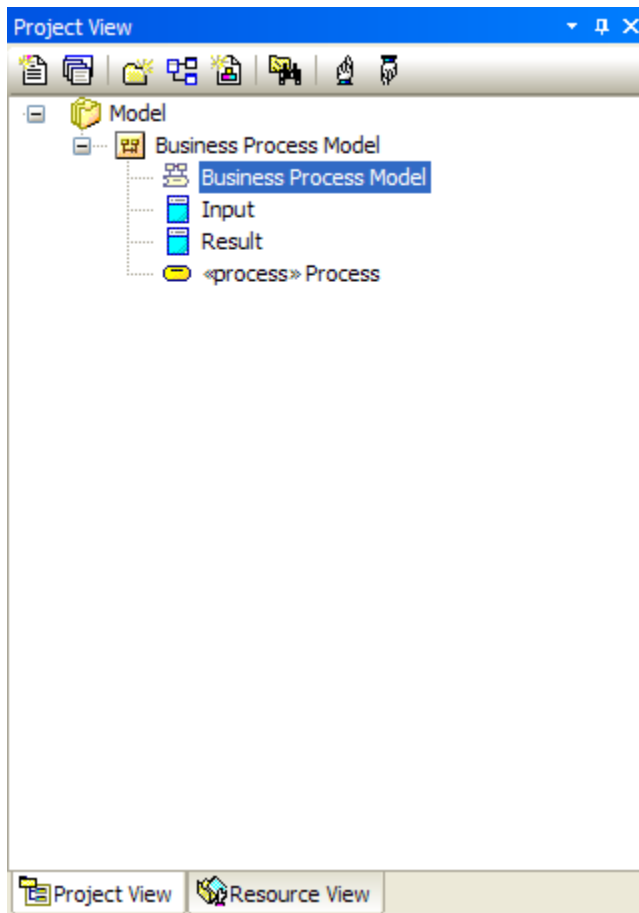 Project View
Model
Business Process Model
Business Process Model
Input
Result
«process» Process
Project View
Resource View